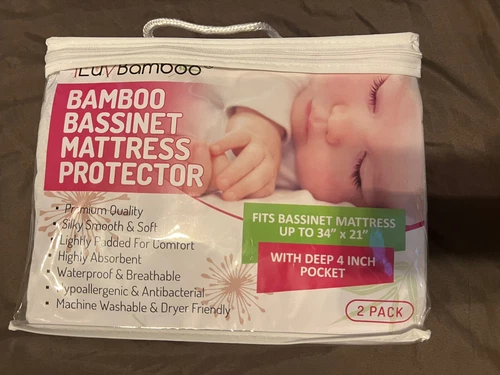 iLuvBamboo
BAMBOO
BASSINET
MATTRESS
PROTECTOR
• Premium Quality
• Silky Smooth & Soft
• Lightly Padded For Comfort
• Highly Absorbent
• Waterproof & Breathable
• Hypoallergenic & Antibacterial
• Machine Washable & Dryer Friendly
FITS BASSINET MATTRESS
UP TO 34" x 21"
WITH DEEP 4 INCH
POCKET
2 PACK